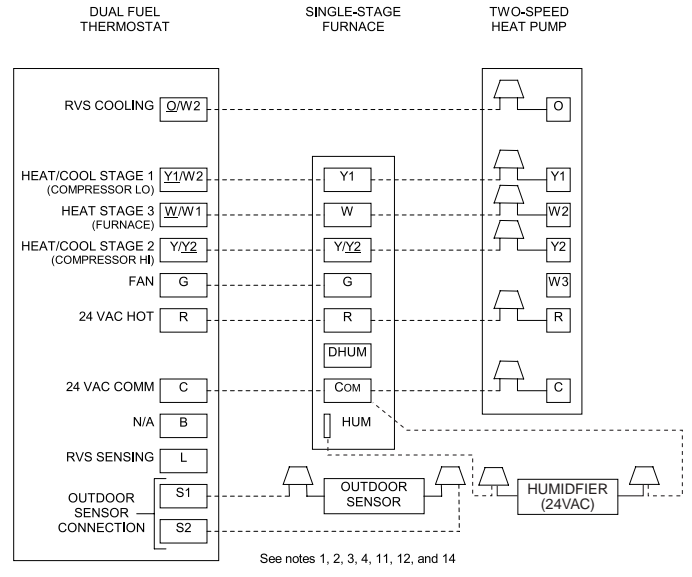 DUAL FUEL
THERMOSTAT
SINGLE-STAGE
FURNACE
TWO-SPEED
HEAT PUMP
RVS COOLING O/W2 O
HEAT/COOL STAGE 1 Y1/W2 Y1 Y1
(COMPRESSOR LO)
HEAT STAGE 3 W/W1 W W2
(FURNACE)
HEAT/COOL STAGE 2 Y/Y2 Y/Y2 Y2
(COMPRESSOR HI)
FAN G G W3
24 VAC HOT R R R
DHUM
24 VAC COMM C COM C
N/A B HUM
RVS SENSING L
OUTDOOR
SENSOR
CONNECTION
S1
S2
OUTDOOR
SENSOR
HUMIDFIER
(24VAC)
See notes 1, 2, 3, 4, 11, 12, and 14